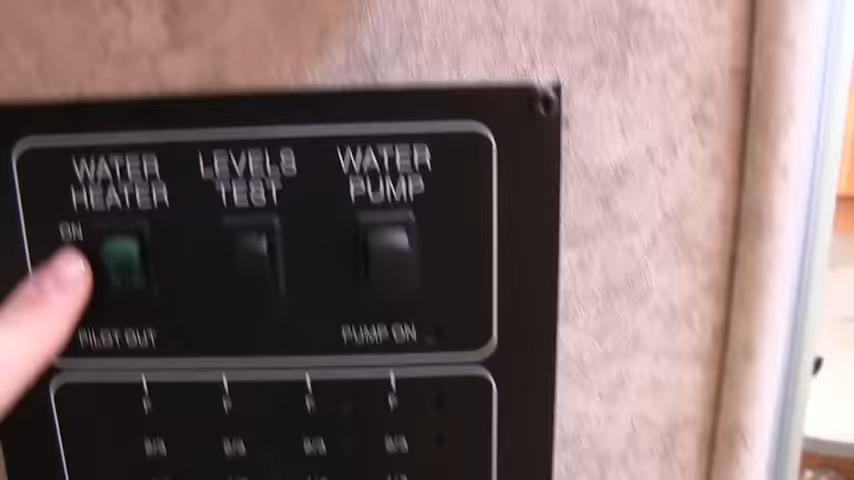 WATER HEATER
LEVELS TEST
WATER PUMP
ON
PILOT OUT
PUMP ON
F F F F